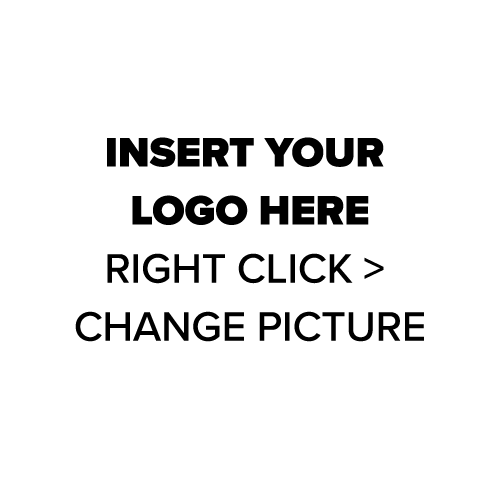 INSERT YOUR
LOGO HERE
RIGHT CLICK >
CHANGE PICTURE